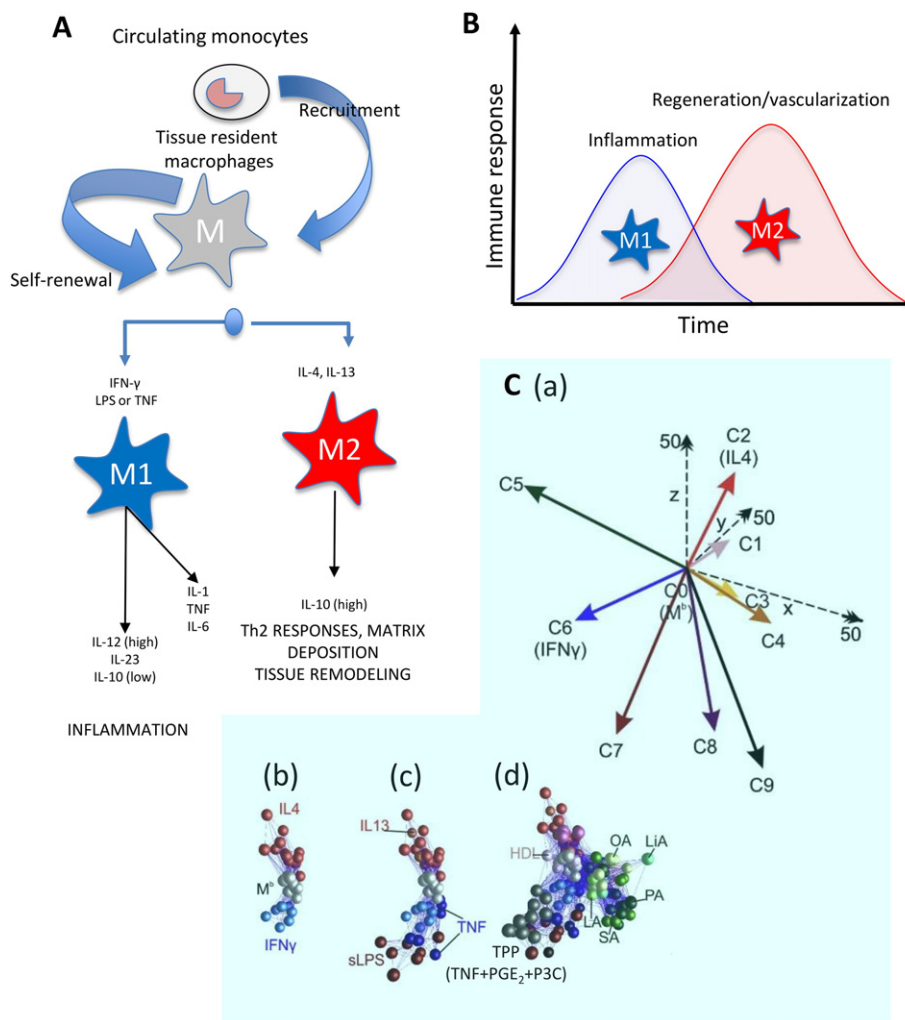 A
Circulating monocytes
Recruitment
Tissue resident
macrophages
M
Self-renewal
IFN-γ
LPS or TNF
IL-4, IL-13
M1
M2
IL-1
TNF
IL-6
IL-12 (high)
IL-23
IL-10 (low)
INFLAMMATION
IL-10 (high)
Th2 RESPONSES, MATRIX
DEPOSITION
TISSUE REMODELING
B
Immune response
Regeneration/vascularization
Inflammation
M1
M2
Time
C (a)
50
C2
(IL4)
C5
z
y
50
C1
C0
(Mᵇ)
C3
x
50
C4
C6
(IFNγ)
C7
C8
C9
(b)
IL4
Mᵇ
IFNγ
(c)
IL13
TNF
sLPS
(d)
HDL
OA
LiA
PA
LA
SA
TPP
(TNF+PGE₂+P3C)